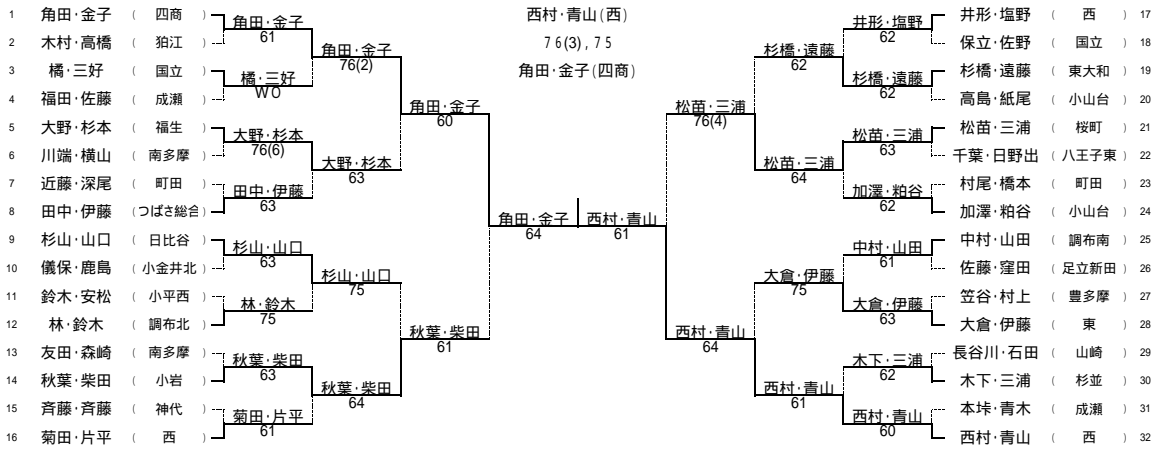 西村・青山(西)
76(3),75
角田・金子(四商)
1 角田・金子 ( 四商 )
2 木村・高橋 ( 狛江 )
3 橘・三好 ( 国立 )
4 福田・佐藤 ( 成瀬 )
5 大野・杉本 ( 福生 )
6 川端・横山 ( 南多摩 )
7 近藤・深尾 ( 町田 )
8 田中・伊藤 (つばさ総合)
9 杉山・山口 ( 日比谷 )
10 儀保・鹿島 ( 小金井北 )
11 鈴木・安松 ( 小平西 )
12 林・鈴木 ( 調布北 )
13 友田・森崎 ( 南多摩 )
14 秋葉・柴田 ( 小岩 )
15 斉藤・斉藤 ( 神代 )
16 菊田・片平 ( 西 )
角田・金子
61
橘・三好
WO
大野・杉本
76(6)
田中・伊藤
63
杉山・山口
63
林・鈴木
75
秋葉・柴田
63
菊田・片平
61
角田・金子
76(2)
大野・杉本
63
杉山・山口
75
秋葉・柴田
64
角田・金子
60
秋葉・柴田
61
角田・金子
64
西村・青山
61
松苗・三浦
76(4)
西村・青山
64
杉橋・遠藤
62
松苗・三浦
64
大倉・伊藤
75
西村・青山
61
井形・塩野
62
杉橋・遠藤
62
松苗・三浦
63
加澤・粕谷
62
中村・山田
61
大倉・伊藤
63
木下・三浦
62
西村・青山
60
井形・塩野 ( 西 ) 17
保立・佐野 ( 国立 ) 18
杉橋・遠藤 ( 東大和 ) 19
高島・紙尾 ( 小山台 ) 20
松苗・三浦 ( 桜町 ) 21
千葉・日野出 ( 八王子東 ) 22
村尾・橋本 ( 町田 ) 23
加澤・粕谷 ( 小山台 ) 24
中村・山田 ( 調布南 ) 25
佐藤・窪田 ( 足立新田 ) 26
笠谷・村上 ( 豊多摩 ) 27
大倉・伊藤 ( 東 ) 28
長谷川・石田 ( 山崎 ) 29
木下・三浦 ( 杉並 ) 30
本垰・青木 ( 成瀬 ) 31
西村・青山 ( 西 ) 32